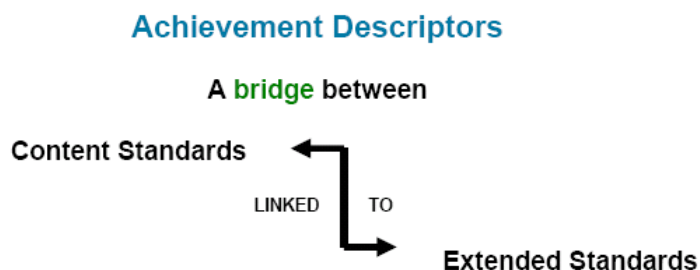 Achievement Descriptors
A bridge between
Content Standards
LINKED TO
Extended Standards